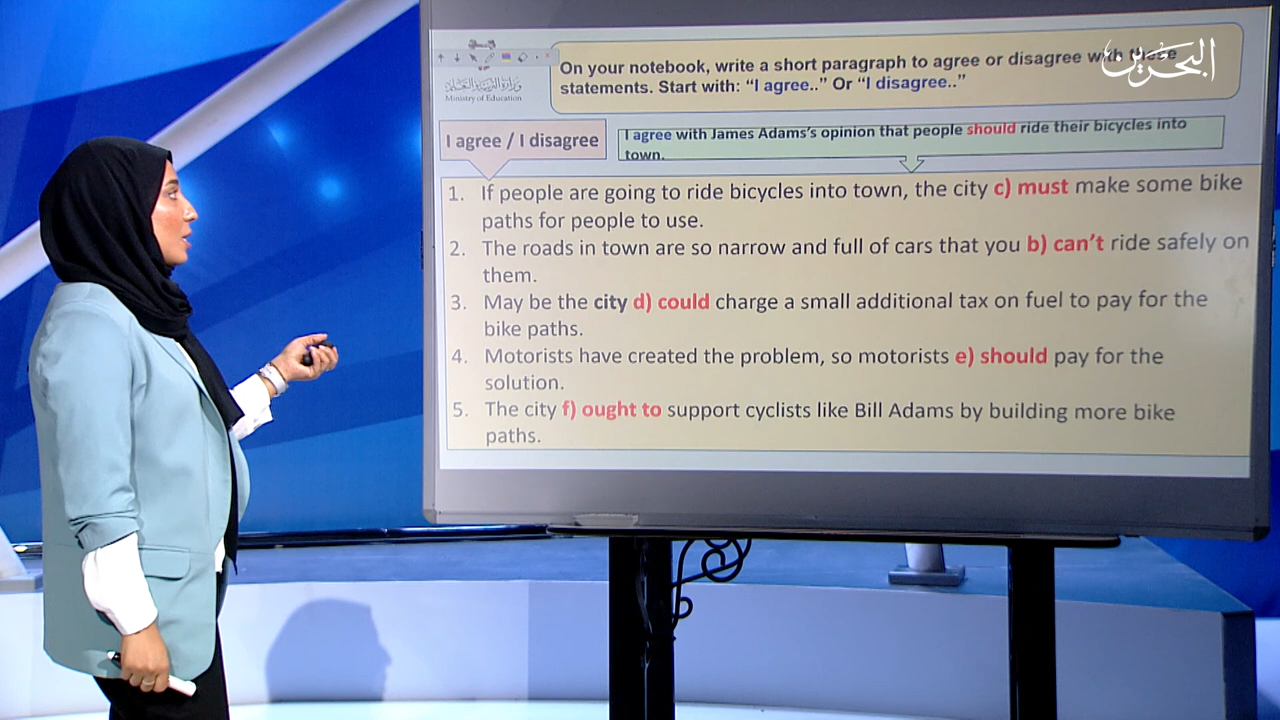 البحرين
On your notebook, write a short paragraph to agree or disagree with these
statements. Start with: “I agree..” Or “I disagree..”
وزارة التربية والتعليم
Ministry of Education
I agree / I disagree
I agree with James Adams’s opinion that people should ride their bicycles into
town.
1. If people are going to ride bicycles into town, the city c) must make some bike
paths for people to use.
2. The roads in town are so narrow and full of cars that you b) can’t ride safely on
them.
3. May be the city d) could charge a small additional tax on fuel to pay for the
bike paths.
4. Motorists have created the problem, so motorists e) should pay for the
solution.
5. The city f) ought to support cyclists like Bill Adams by building more bike
paths.